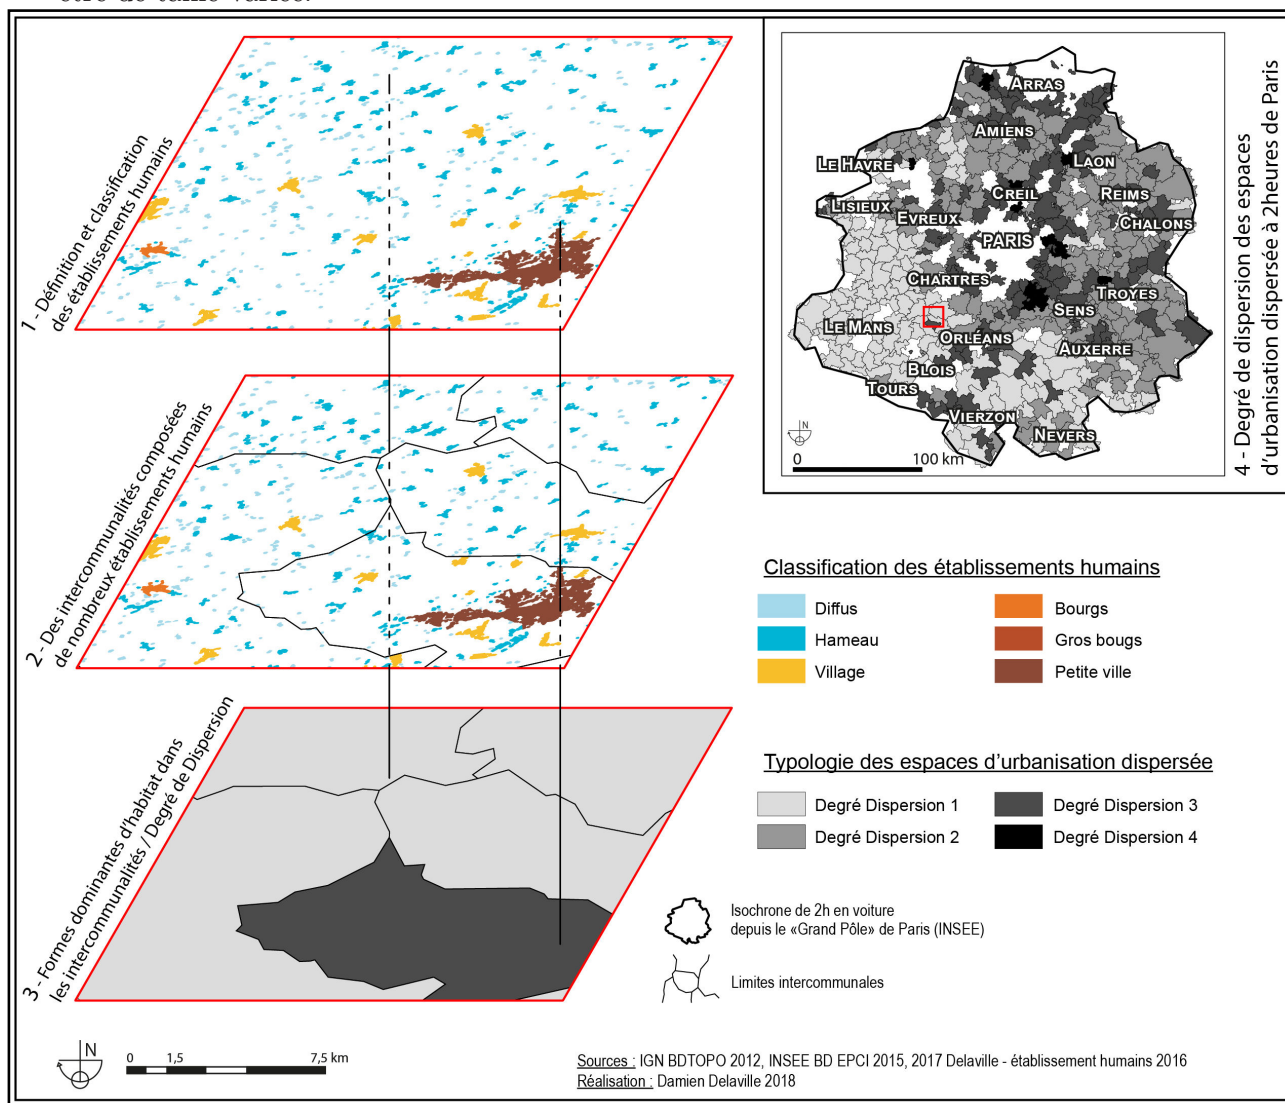 être de taille variée.
1 - Définition et classification
des établissements humains
2 - Des intercommunalités composées
de nombreux établissements humains
3 - Formes dominantes d'habitat dans
les intercommunalités / Degré de Dispersion
N
0 1,5 7,5 km
ARRAS
AMIENS
LE HAVRE
LAON
CREIL
REIMS
LISIEUX
EVREUX
CHALONS
PARIS
CHARTRES
TROYES
SENS
LE MANS
ORLÉANS
AUXERRE
BLOIS
TOURS
VIERZON
NEVERS
N
0 100 km
4 - Degré de dispersion des espaces
d'urbanisation dispersée à 2heures de Paris
Classification des établissements humains
Diffus
Bourgs
Hameau
Gros bougs
Village
Petite ville
Typologie des espaces d'urbanisation dispersée
Degré Dispersion 1
Degré Dispersion 3
Degré Dispersion 2
Degré Dispersion 4
Isochrone de 2h en voiture
depuis le «Grand Pôle» de Paris (INSEE)
Limites intercommunales
Sources : IGN BDTOPO 2012, INSEE BD EPCI 2015, 2017 Delaville - établissement humains 2016
Réalisation : Damien Delaville 2018